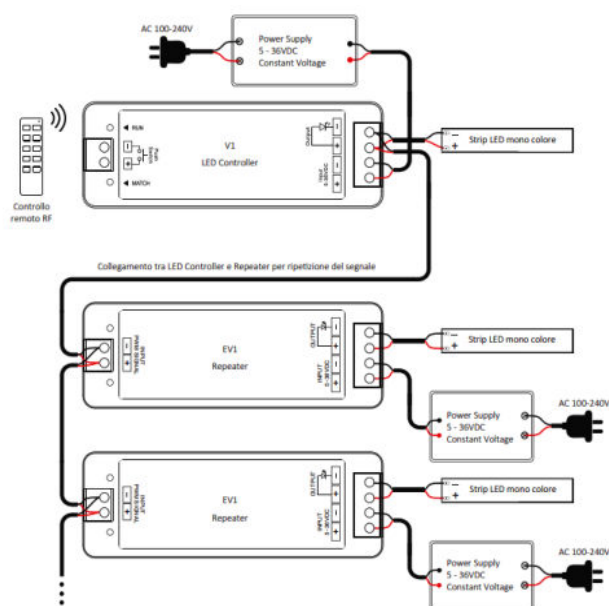 AC 100-240V
Power Supply
5 - 36VDC
Constant Voltage
RUN
Push
Switch
MATCH
V1
LED Controller
OUTPUT
INPUT
5-36VDC
− Strip LED mono colore
+
Controllo
remoto RF
Collegamento tra LED Controller e Repeater per ripetizione del segnale
INPUT
PWM SIGNAL
EV1
Repeater
OUTPUT
INPUT
5-36VDC
− Strip LED mono colore
+
AC 100-240V
Power Supply
5 - 36VDC
Constant Voltage
INPUT
PWM SIGNAL
EV1
Repeater
OUTPUT
INPUT
5-36VDC
− Strip LED mono colore
+
AC 100-240V
Power Supply
5 - 36VDC
Constant Voltage